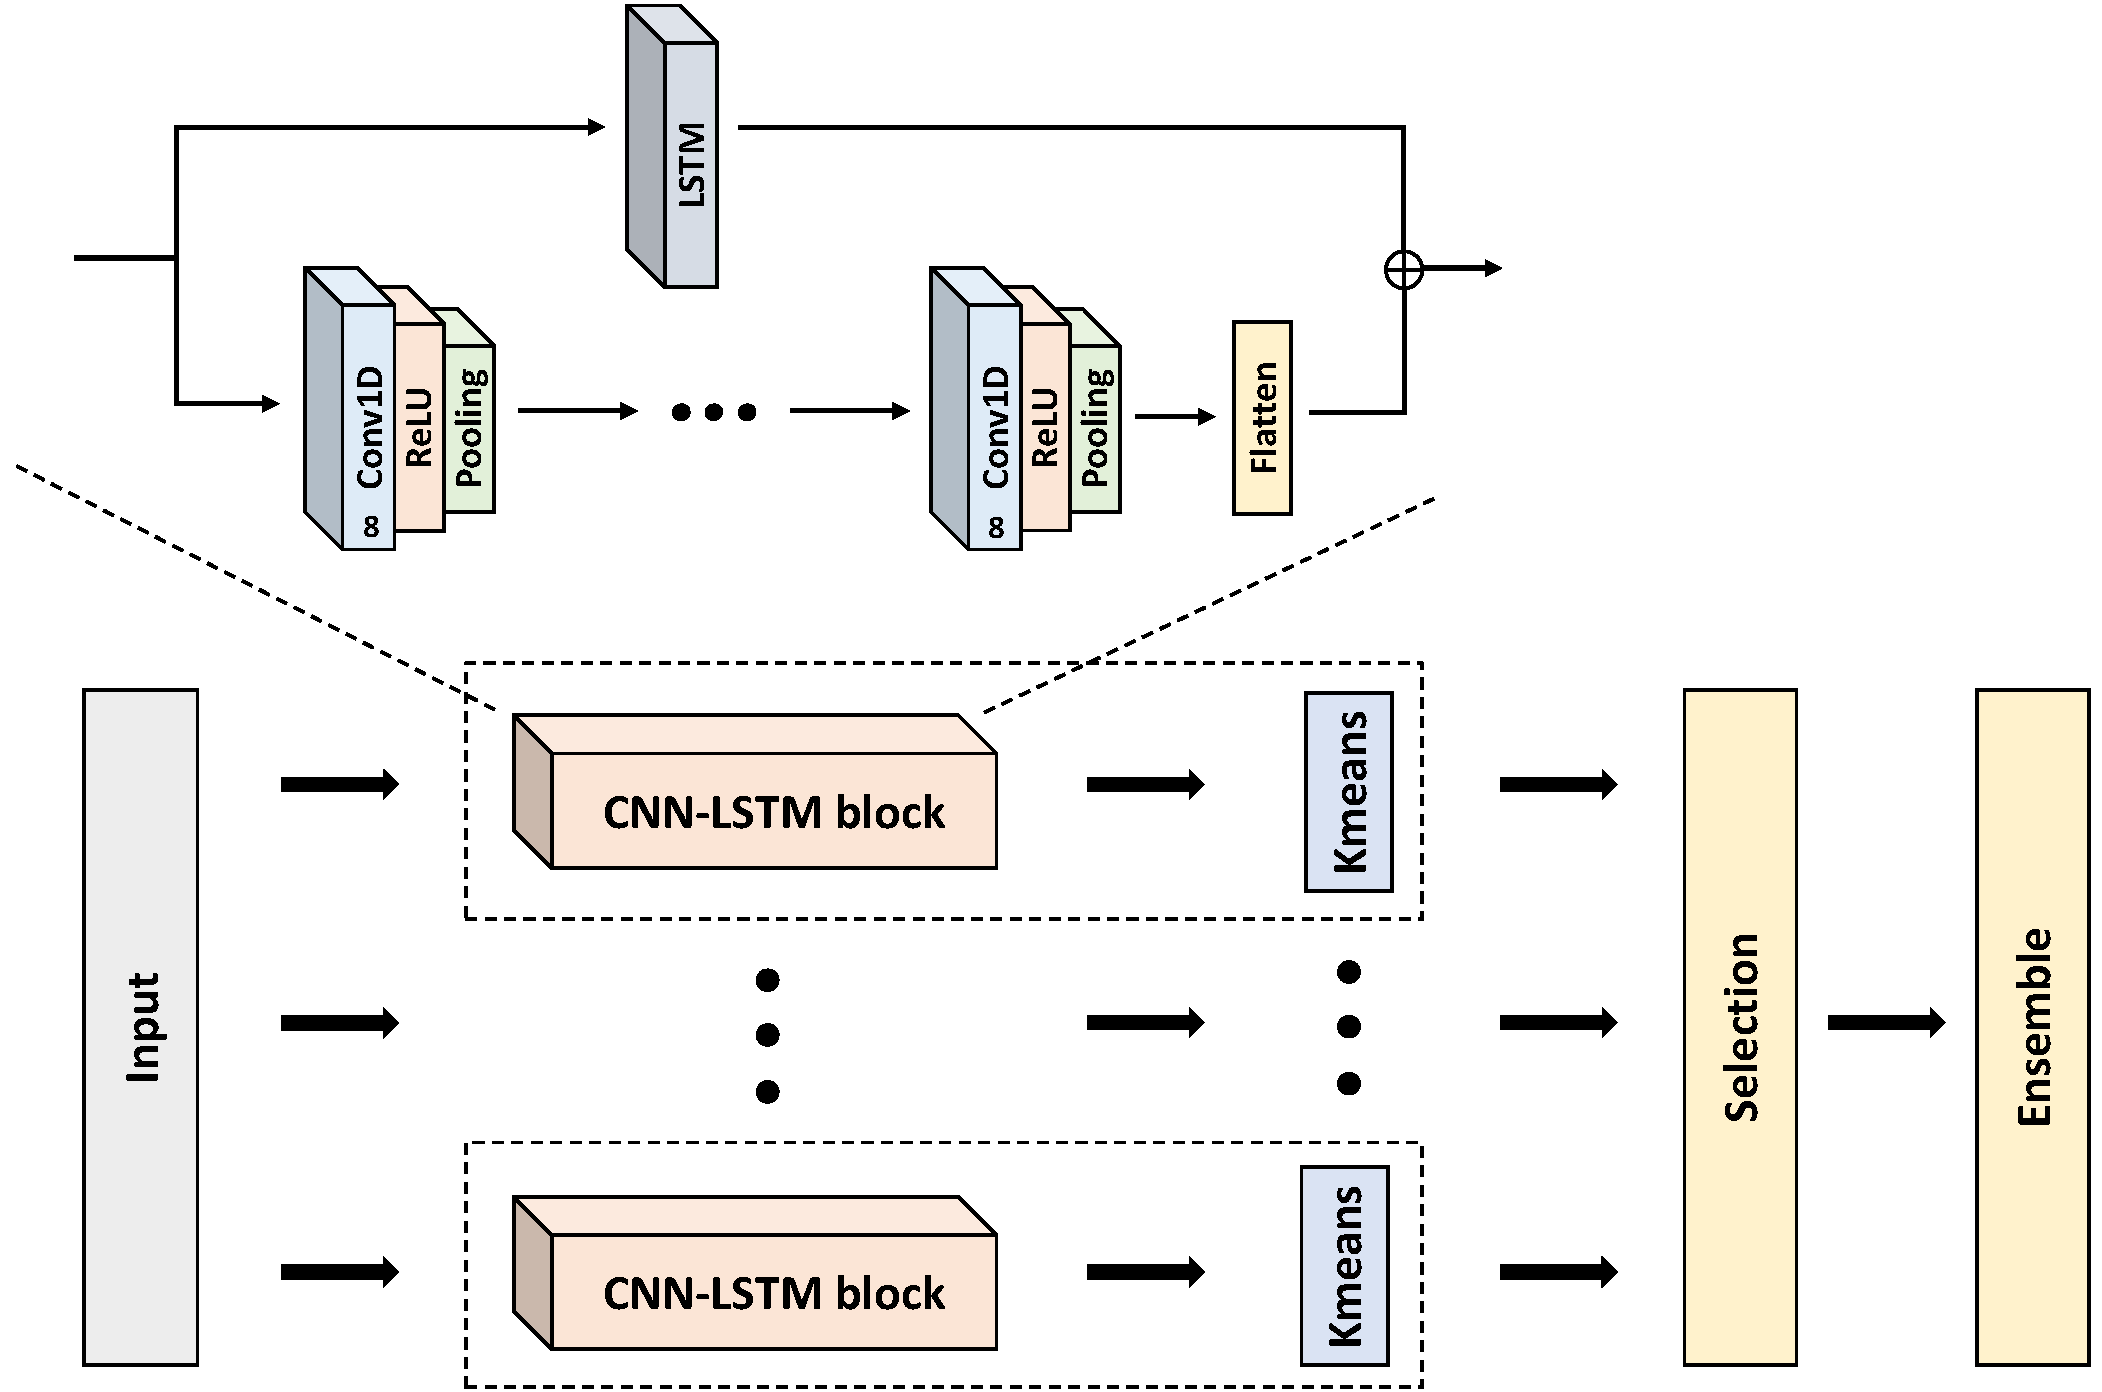 LSTM
Conv1D
8
ReLU
Pooling
Conv1D
8
ReLU
Pooling
Flatten
Input
CNN-LSTM block
Kmeans
CNN-LSTM block
Kmeans
Selection
Ensemble